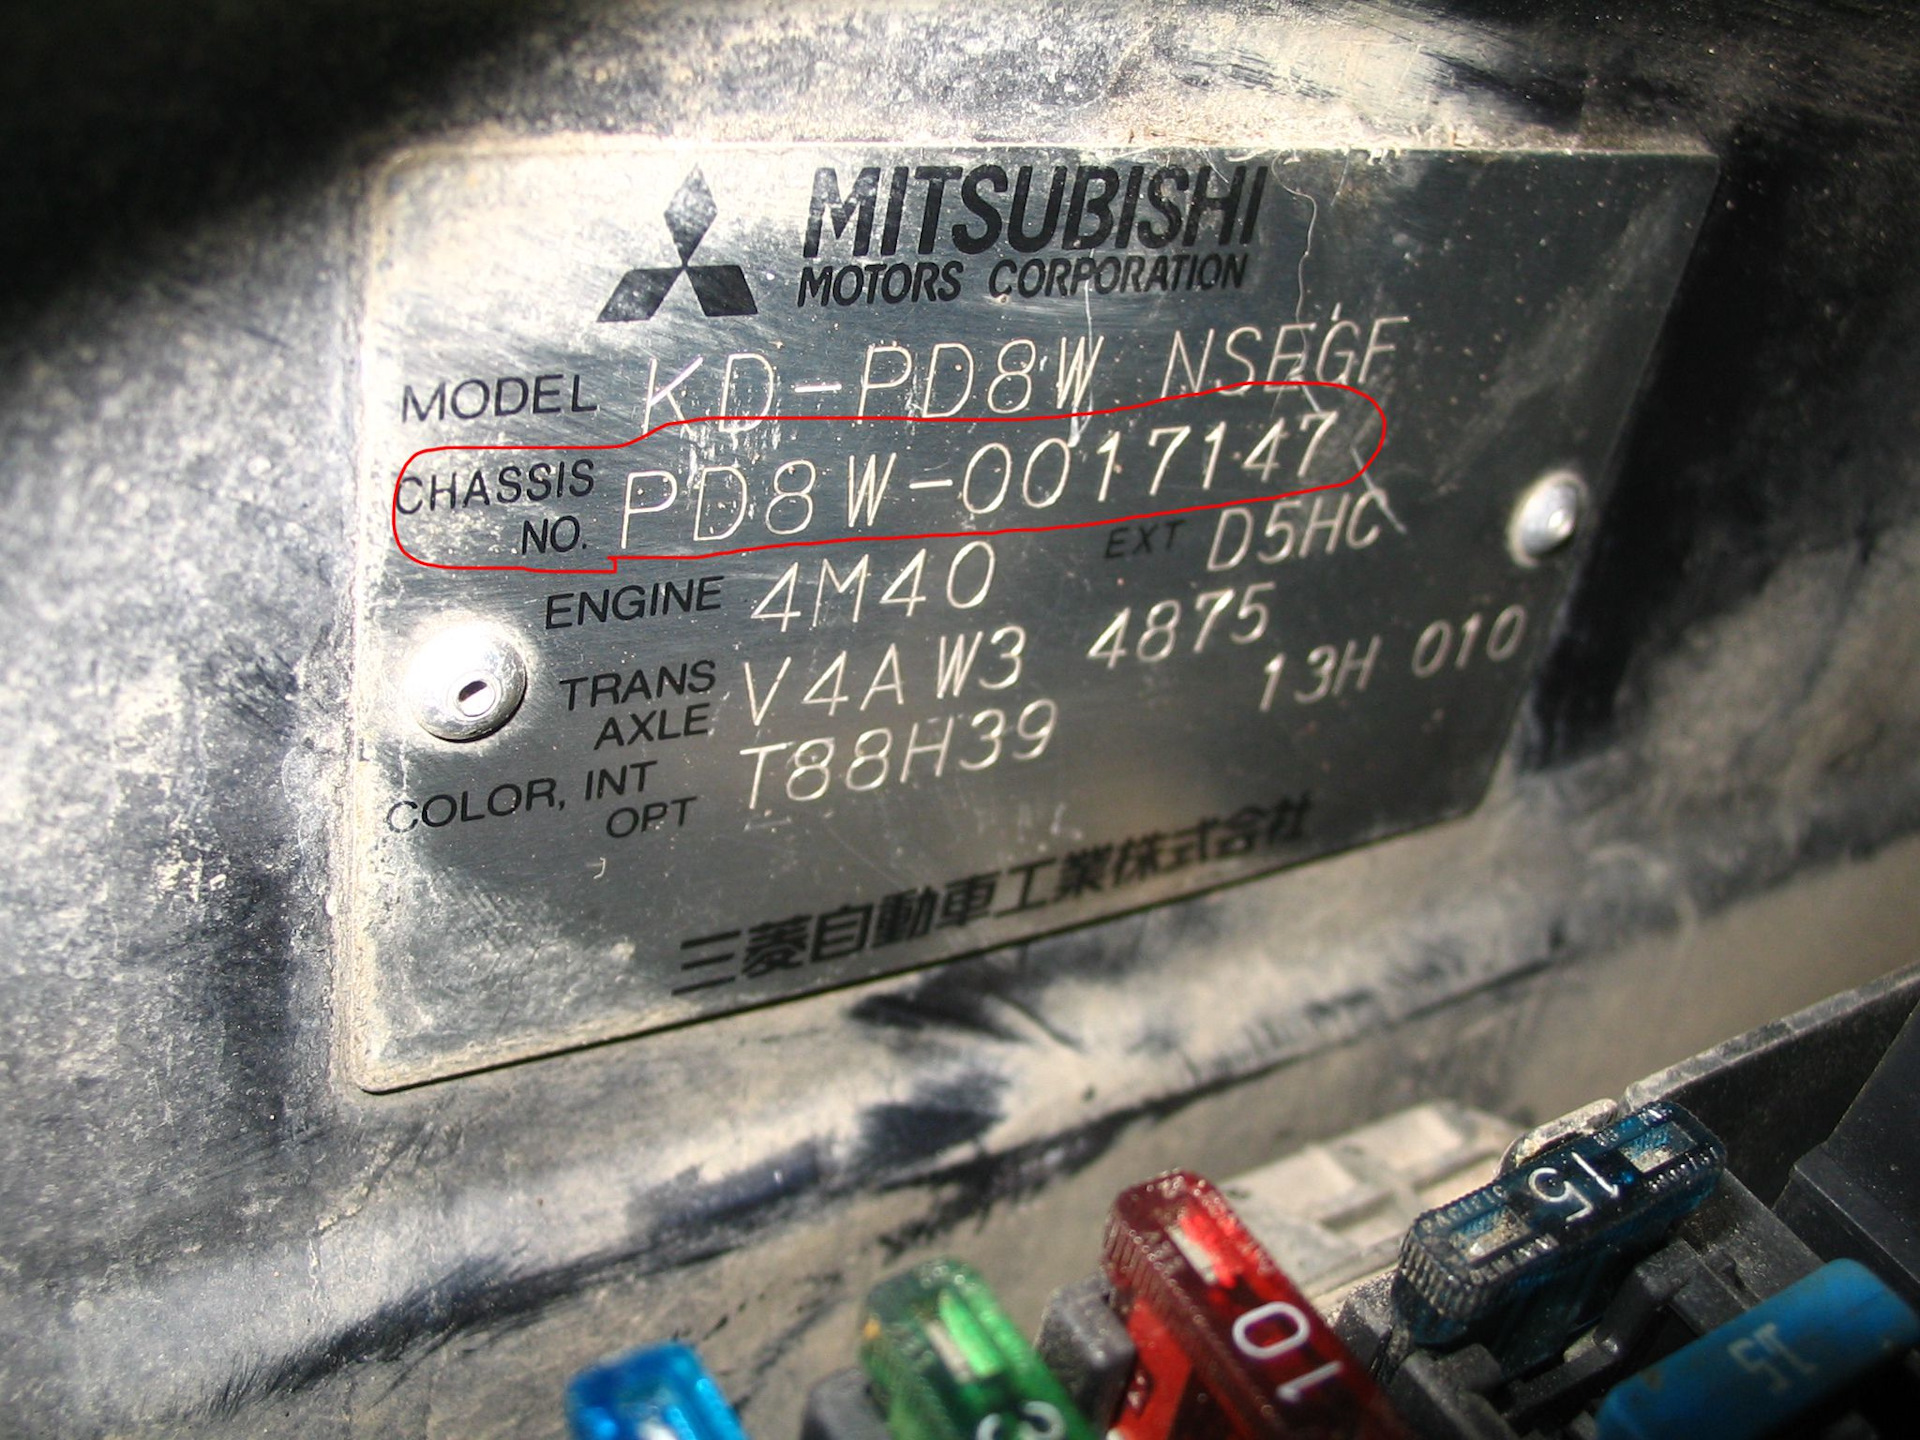 MITSUBISHI
MOTORS CORPORATION
MODEL KD-PD8W NSEGF
CHASSIS NO. PD8W-0017147
ENGINE 4M40 EXT D5HC
TRANS AXLE V4AW3 4875
COLOR, INT OPT T88H39 13H 010
三菱自動車工業株式会社
15
10
15
3